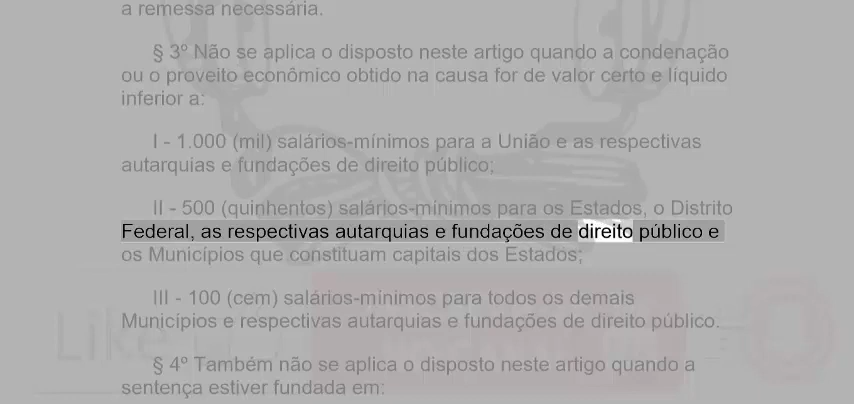 a remessa necessária.
§ 3º Não se aplica o disposto neste artigo quando a condenação
ou o proveito econômico obtido na causa for de valor certo e líquido
inferior a:
I - 1.000 (mil) salários-mínimos para a União e as respectivas
autarquias e fundações de direito público;
II - 500 (quinhentos) salários-mínimos para os Estados, o Distrito
Federal, as respectivas autarquias e fundações de direito público e
os Municípios que constituam capitais dos Estados;
III - 100 (cem) salários-mínimos para todos os demais
Municípios e respectivas autarquias e fundações de direito público.
Like
§ 4º Também não se aplica o disposto neste artigo quando a
sentença estiver fundada em: